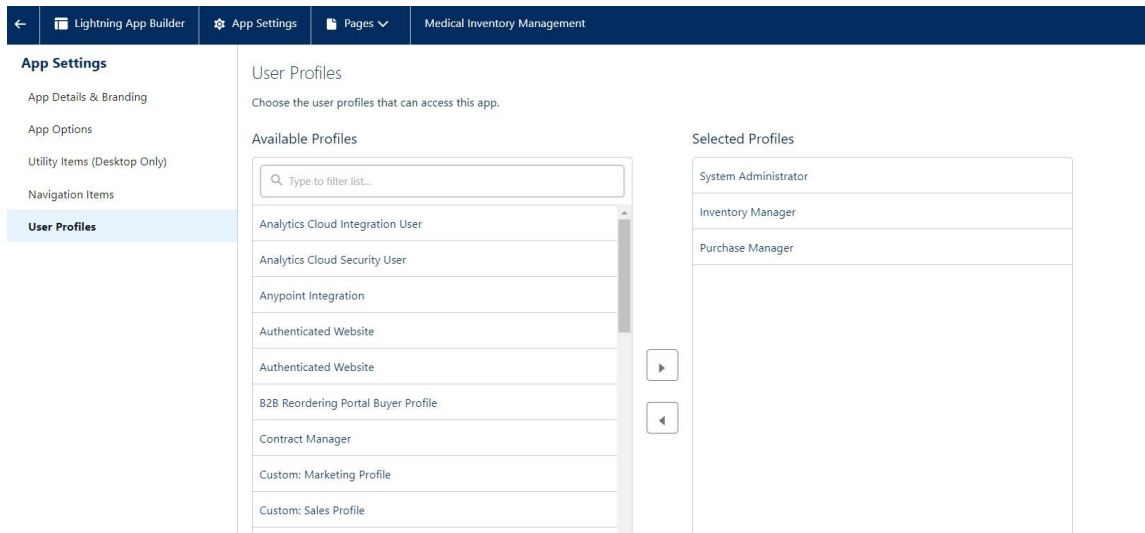 Lightning App Builder App Settings Pages Medical Inventory Management
App Settings
App Details & Branding
App Options
Utility Items (Desktop Only)
Navigation Items
User Profiles
User Profiles
Choose the user profiles that can access this app.
Available Profiles
Type to filter list...
Analytics Cloud Integration User
Analytics Cloud Security User
Anypoint Integration
Authenticated Website
Authenticated Website
B2B Reordering Portal Buyer Profile
Contract Manager
Custom: Marketing Profile
Custom: Sales Profile
Selected Profiles
System Administrator
Inventory Manager
Purchase Manager